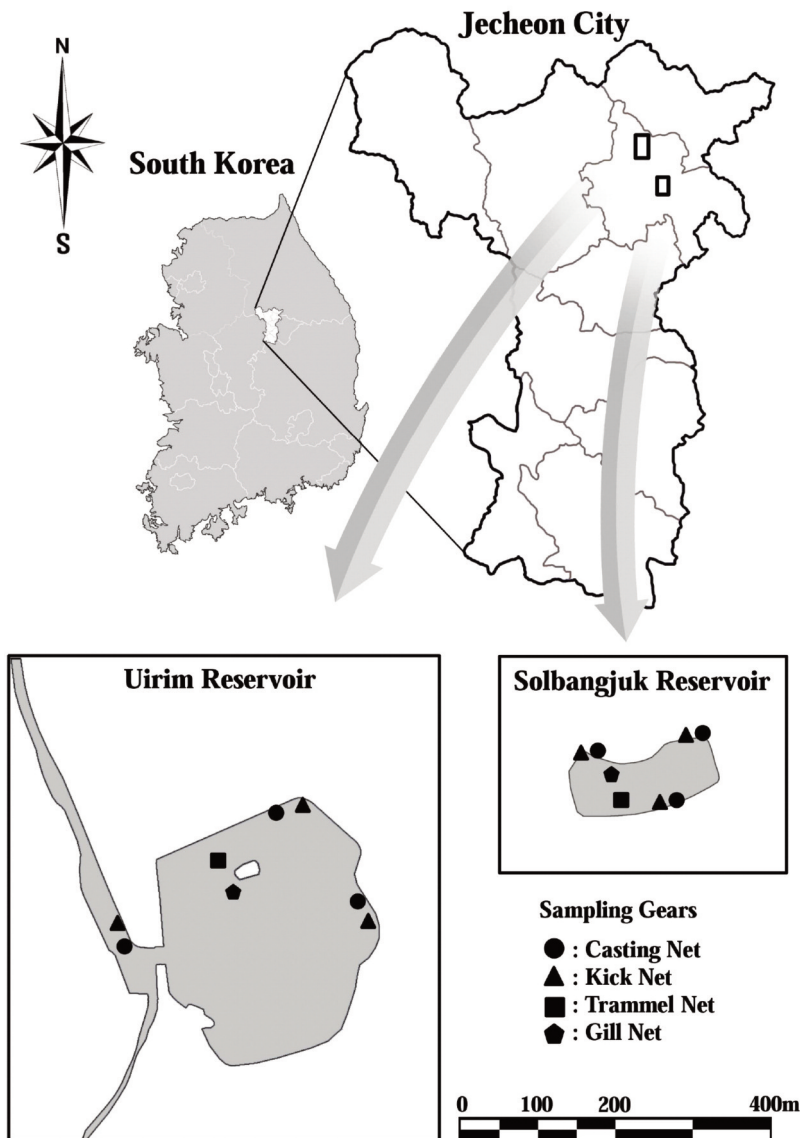 Jecheon City
N
South Korea
S
Uirim Reservoir
Solbangjuk Reservoir
Sampling Gears
: Casting Net
: Kick Net
: Trammel Net
: Gill Net
0 100 200 400m